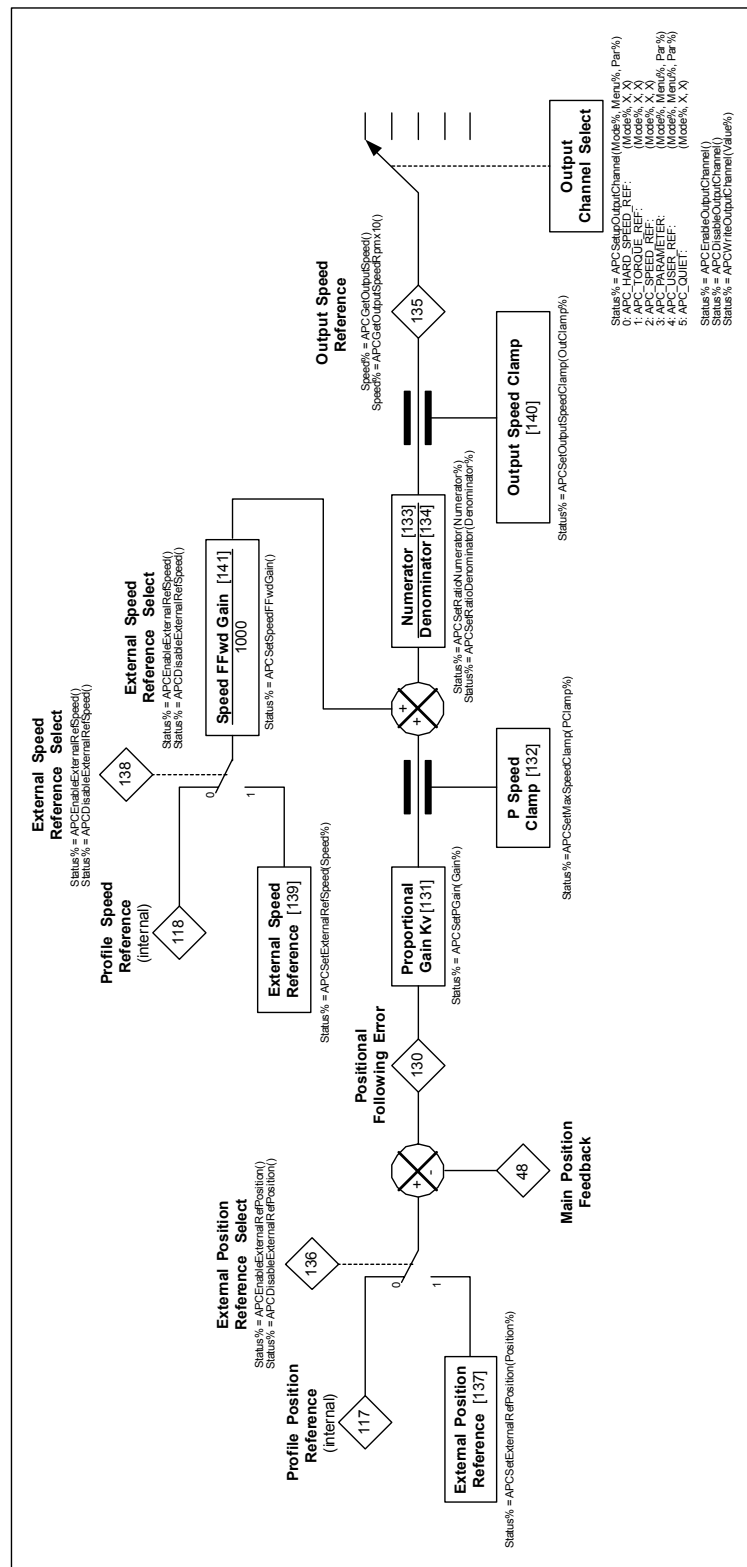 Profile Position
Reference
(internal)
117
External Position
Reference [137]
Status% = APCSetExternalRefPosition(Position%)
External Position
Reference Select
Status% = APCEnableExternalRefPosition()
Status% = APCDisableExternalRefPosition()
136
0
1
+
-
48
Main Position
Feedback
Positional
Following Error
130
Proportional
Gain Kv [131]
Status% = APCSetPGain(Gain%)
P Speed
Clamp [132]
Status%=APCSetMaxSpeedClamp(PClamp%)
Profile Speed
Reference
(internal)
118
External Speed
Reference [139]
Status% = APCSetExternalRefSpeed(Speed%)
External Speed
Reference Select
Status% = APCEnableExternalRefSpeed()
Status% = APCDisableExternalRefSpeed()
138
0
1
External Speed
Reference Select
Status% = APCEnableExternalRefSpeed()
Status% = APCDisableExternalRefSpeed()
Speed FFwd Gain [141]
1000
Status% = APCSetSpeedFFwdGain()
+
+
Numerator [133]
Denominator [134]
Status% = APCSetRatioNumerator(Numerator%)
Status% = APCSetRatioDenominator(Denominator%)
Output Speed Clamp
[140]
Status% = APCSetOutputSpeedClamp(OutClamp%)
Output Speed
Reference
Speed% = APCGetOutputSpeed()
Speed% = APCGetOutputSpeedRpmx10()
135
Output
Channel Select
Status% = APCSetupOutputChannel(Mode%, Menu%, Par%)
0: APC_HARD_SPEED_REF: (Mode%, X, X)
1: APC_TORQUE_REF: (Mode%, X, X)
2: APC_SPEED_REF: (Mode%, X, X)
3: APC_PARAMETER: (Mode%, Menu%, Par%)
4: APC_USER_REF: (Mode%, Menu%, Par%)
5: APC_QUIET: (Mode%, X, X)
Status% = APCEnableOutputChannel()
Status% = APCDisableOutputChannel()
Status% = APCWriteOutputChannel(Value%)